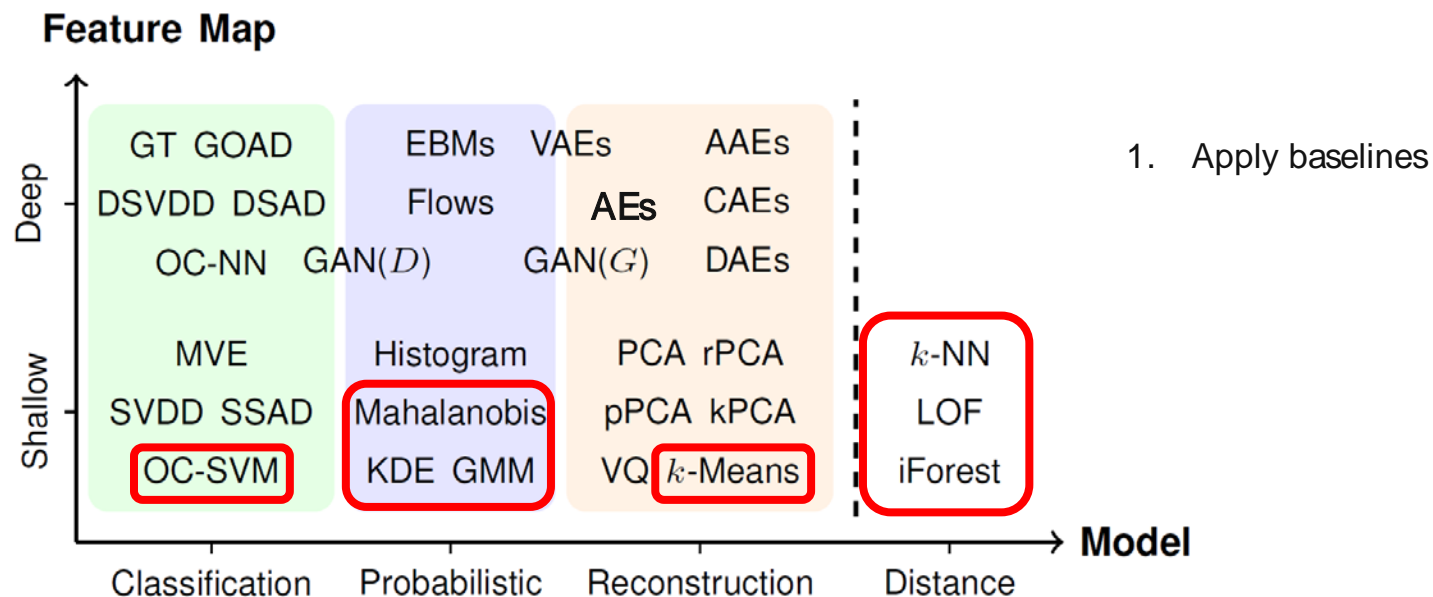 Feature Map
Deep
Shallow
GT GOAD
EBMs
VAEs
AAEs
DSVDD DSAD
Flows
AEs
CAEs
OC-NN
GAN(D)
GAN(G)
DAEs
MVE
Histogram
PCA rPCA
k-NN
SVDD SSAD
Mahalanobis
pPCA kPCA
LOF
OC-SVM
KDE GMM
VQ k-Means
iForest
Model
Classification
Probabilistic
Reconstruction
Distance
1. Apply baselines